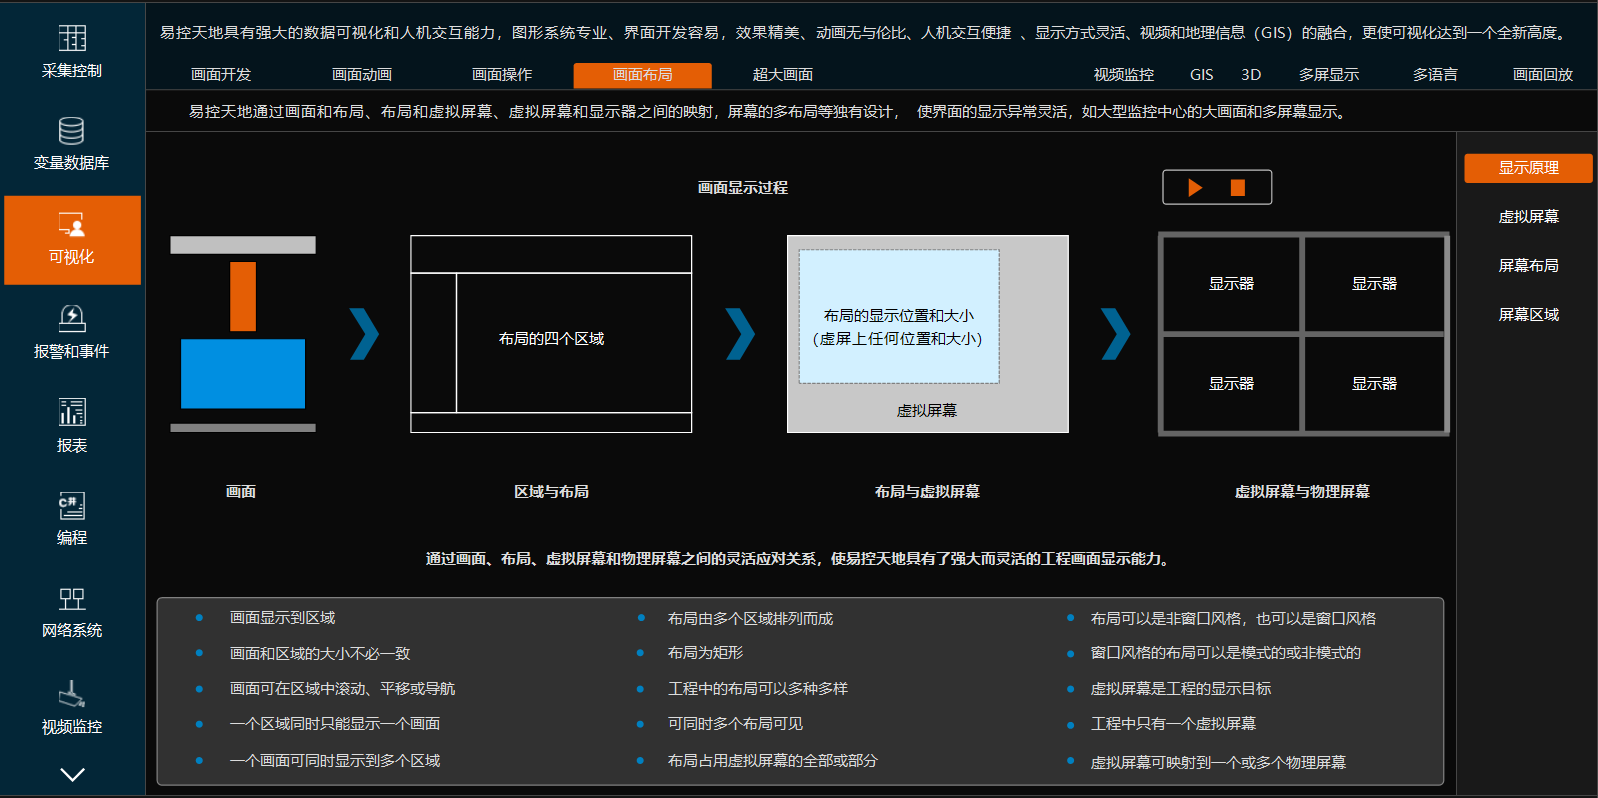 易控天地具有强大的数据可视化和人机交互能力，图形系统专业、界面开发容易，效果精美、动画无与伦比、人机交互便捷 、显示方式灵活、视频和地理信息（GIS）的融合，更使可视化达到一个全新高度。
画面开发 画面动画 画面操作 画面布局 超大画面 视频监控 GIS 3D 多屏显示 多语言 画面回放
易控天地通过画面和布局、布局和虚拟屏幕、虚拟屏幕和显示器之间的映射，屏幕的多布局等独有设计， 使界面的显示异常灵活，如大型监控中心的大画面和多屏幕显示。
采集控制
变量数据库
可视化
报警和事件
报表
C#
编程
网络系统
视频监控
画面显示过程
布局的四个区域
布局的显示位置和大小
（虚屏上任何位置和大小）
虚拟屏幕
显示器 显示器
显示器 显示器
画面 区域与布局 布局与虚拟屏幕 虚拟屏幕与物理屏幕
通过画面、布局、虚拟屏幕和物理屏幕之间的灵活应对关系，使易控天地具有了强大而灵活的工程画面显示能力。
画面显示到区域
画面和区域的大小不必一致
画面可在区域中滚动、平移或导航
一个区域同时只能显示一个画面
一个画面可同时显示到多个区域
布局由多个区域排列而成
布局为矩形
工程中的布局可以多种多样
可同时多个布局可见
布局占用虚拟屏幕的全部或部分
布局可以是非窗口风格，也可以是窗口风格
窗口风格的布局可以是模式的或非模式的
虚拟屏幕是工程的显示目标
工程中只有一个虚拟屏幕
虚拟屏幕可映射到一个或多个物理屏幕
显示原理
虚拟屏幕
屏幕布局
屏幕区域